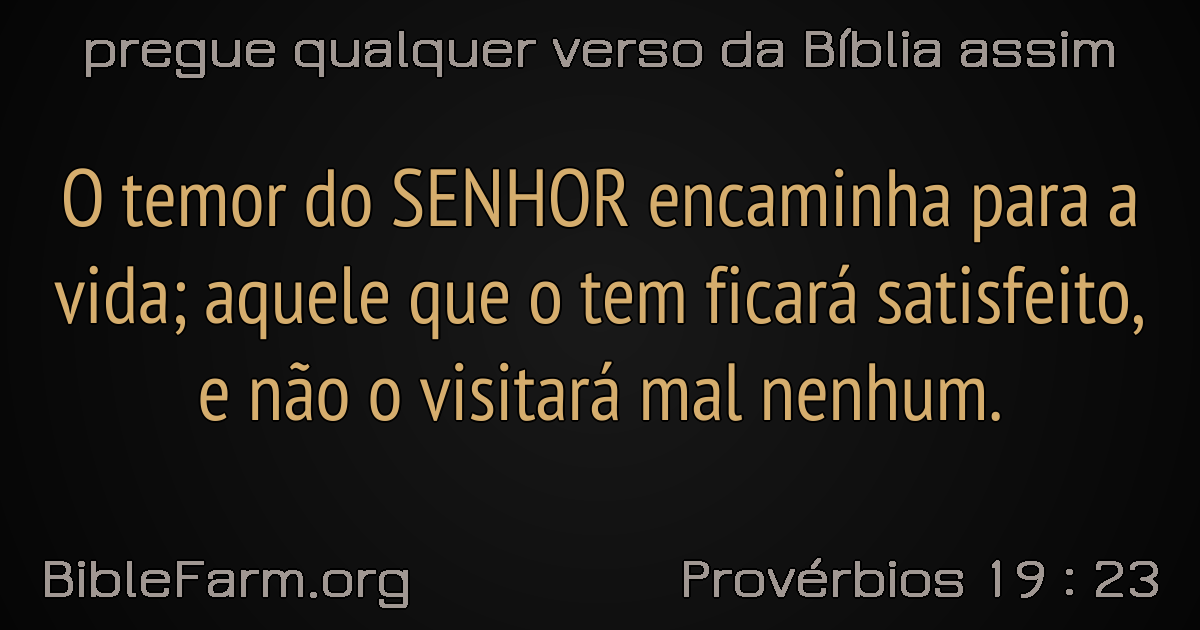 pregue qualquer verso da Bíblia assim
O temor do SENHOR encaminha para a
vida; aquele que o tem ficará satisfeito,
e não o visitará mal nenhum.
BibleFarm.org
Provérbios 19 : 23